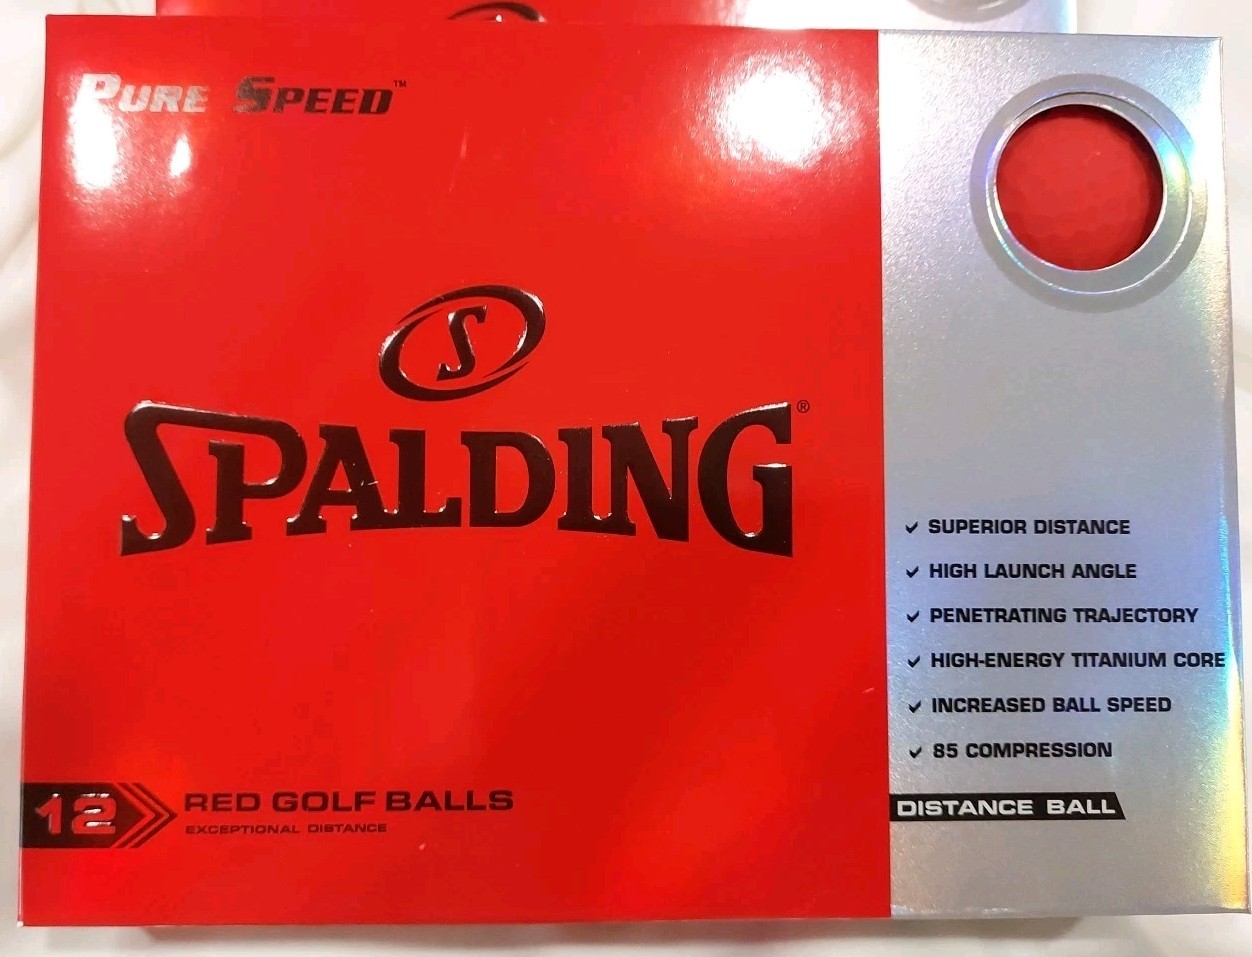 PURE SPEED™
S
SPALDING®
12 RED GOLF BALLS
EXCEPTIONAL DISTANCE
✓ SUPERIOR DISTANCE
✓ HIGH LAUNCH ANGLE
✓ PENETRATING TRAJECTORY
✓ HIGH-ENERGY TITANIUM CORE
✓ INCREASED BALL SPEED
✓ 85 COMPRESSION
DISTANCE BALL